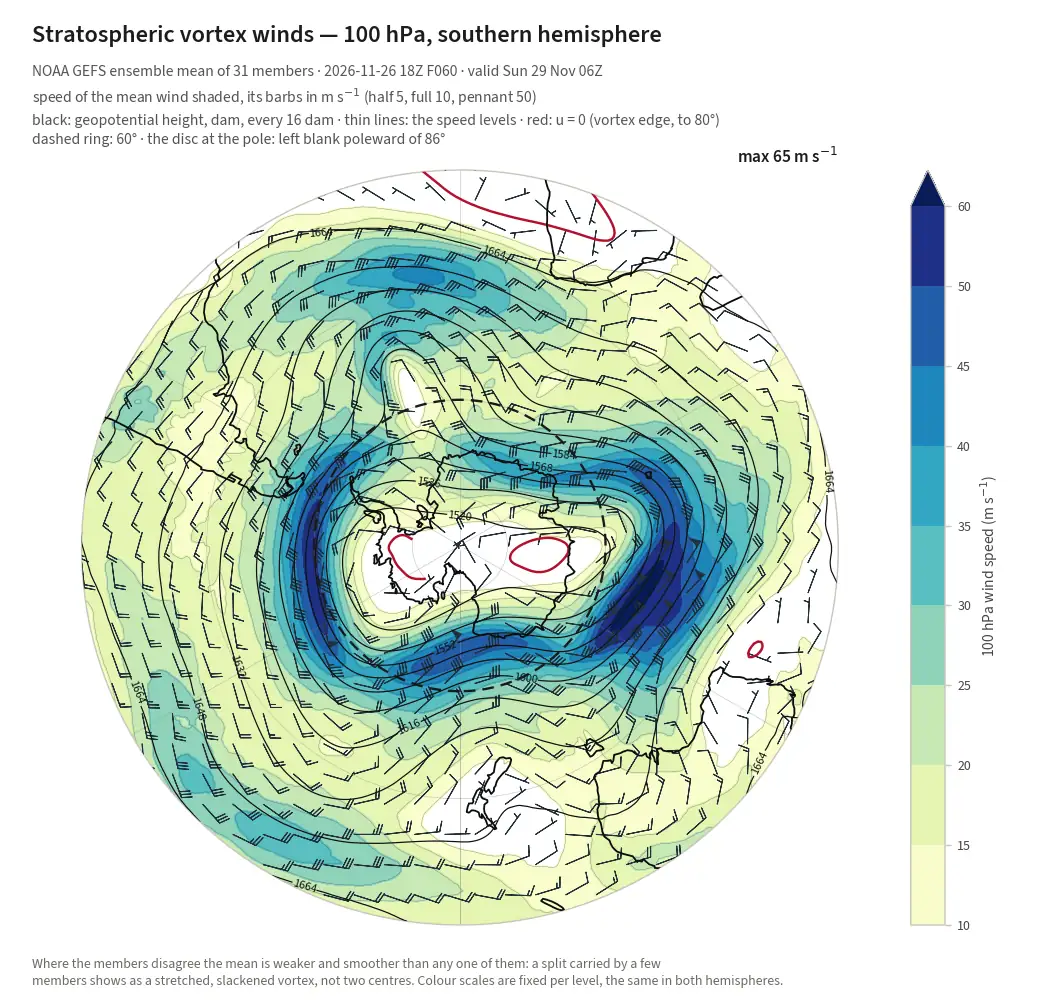 Stratospheric vortex winds — 100 hPa, southern hemisphere
NOAA GEFS ensemble mean of 31 members · 2026-11-26 18Z F060 · valid Sun 29 Nov 06Z
speed of the mean wind shaded, its barbs in m s⁻¹ (half 5, full 10, pennant 50)
black: geopotential height, dam, every 16 dam · thin lines: the speed levels · red: u = 0 (vortex edge, to 80°)
dashed ring: 60° · the disc at the pole: left blank poleward of 86°
max 65 m s⁻¹
1664
1664
1584
1568
1536
1520
1664
1552
1600
1632
1616
1648
1664
1664
1664
60
50
45
40
35
30
25
20
15
10
100 hPa wind speed (m s⁻¹)
Where the members disagree the mean is weaker and smoother than any one of them: a split carried by a few
members shows as a stretched, slackened vortex, not two centres. Colour scales are fixed per level, the same in both hemispheres.